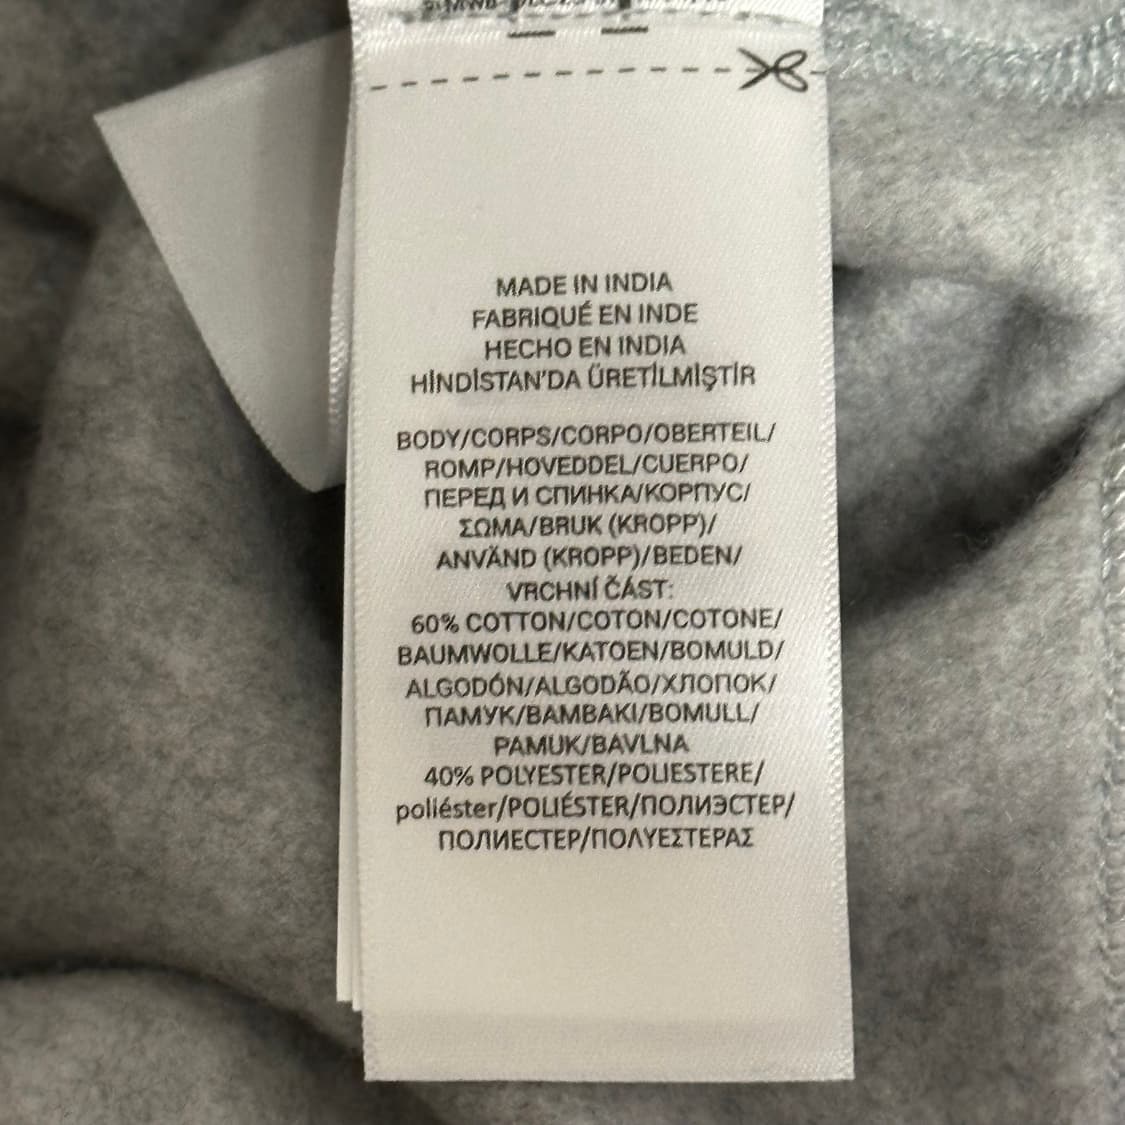 MADE IN INDIA
FABRIQUÉ EN INDE
HECHO EN INDIA
HİNDİSTAN'DA ÜRETİLMİŞTİR
BODY/CORPS/CORPO/OBERTEIL/
ROMP/HOVEDDEL/CUERPO/
ПЕРЕД И СПИНКА/КОРПУС/
ΣΩΜΑ/BRUK (KROPP)/
ANVÄND (KROPP)/BEDEN/
VRCHNÍ ČÁST:
60% COTTON/COTON/COTONE/
BAUMWOLLE/KATOEN/BOMULD/
ALGODÓN/ALGODÃO/ХЛОПОК/
ПАМУК/ΒΑΜΒΑΚΙ/BOMULL/
PAMUK/BAVLNA
40% POLYESTER/POLIESTERE/
poliéster/POLIÉSTER/ПОЛИЭСТЕР/
ПОЛИЕСТЕР/ΠΟΛΥΕΣΤΕΡΑΣ